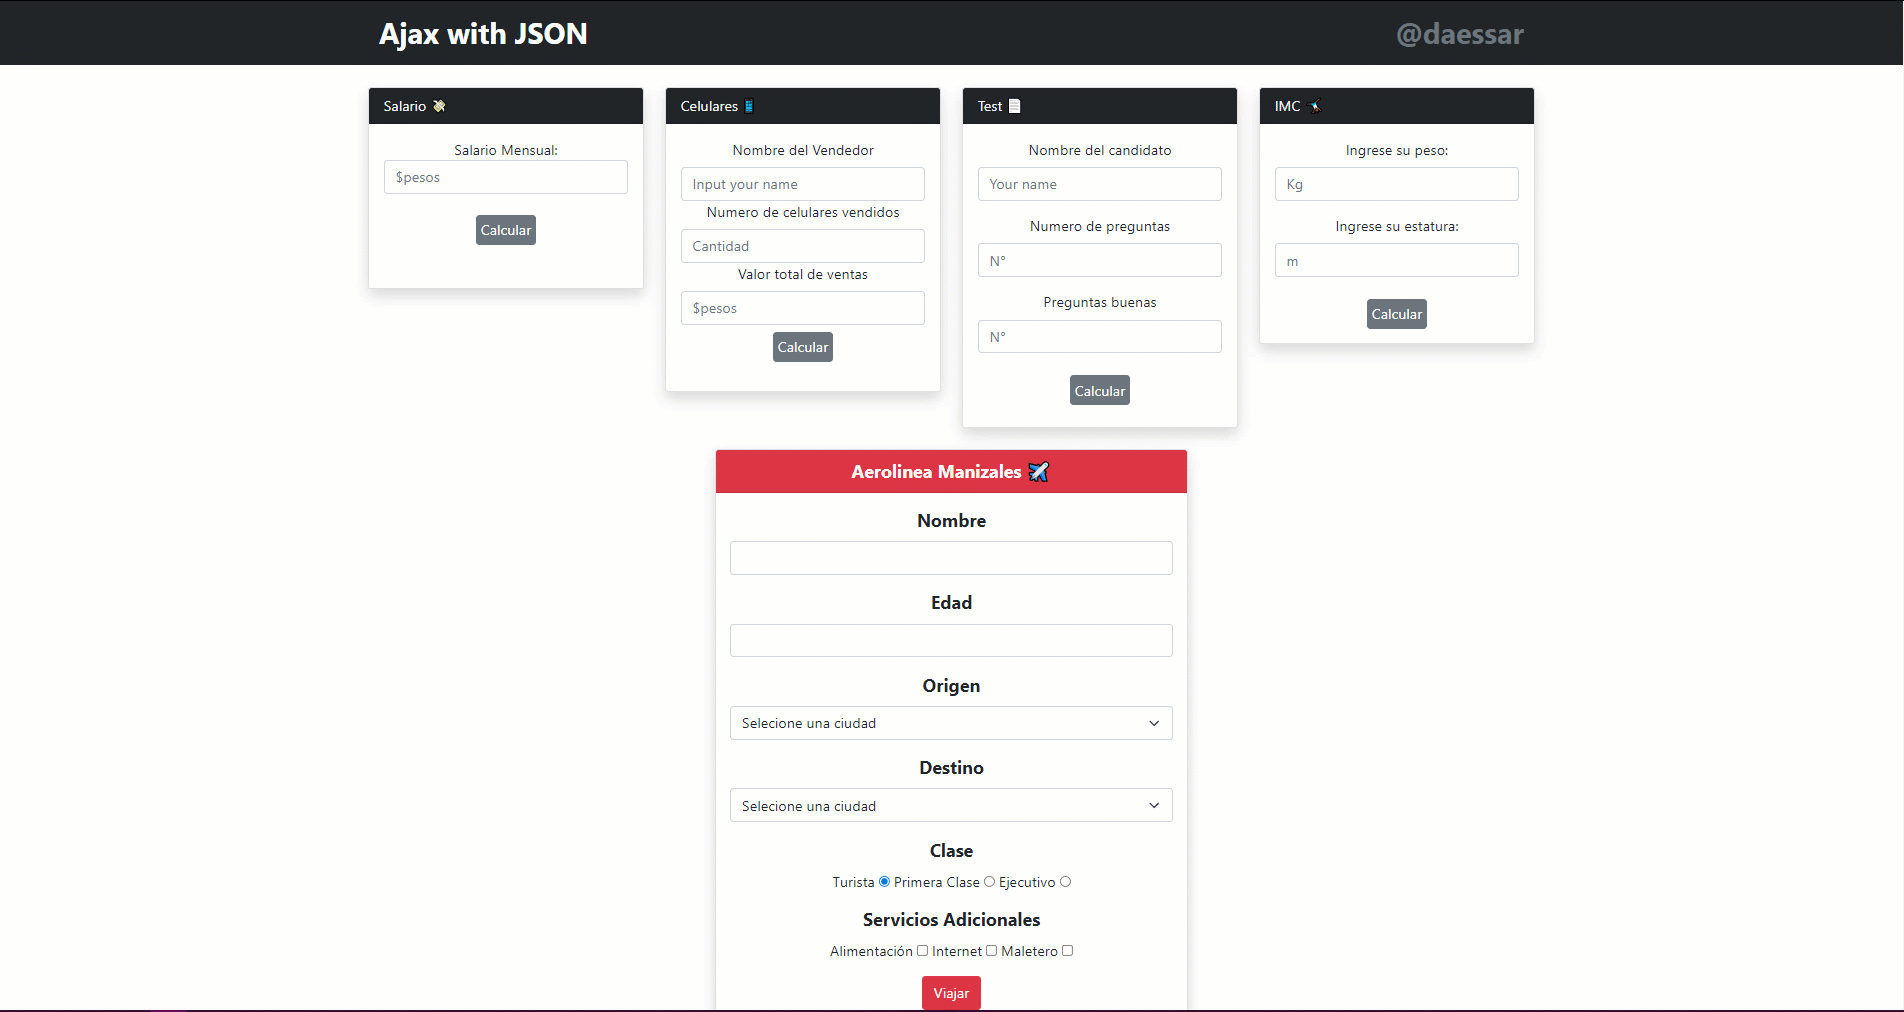 Ajax with JSON
@daessar
Salario
Salario Mensual:
$pesos
Calcular
Celulares
Nombre del Vendedor
Input your name
Numero de celulares vendidos
Cantidad
Valor total de ventas
$pesos
Calcular
Test
Nombre del candidato
Your name
Numero de preguntas
N°
Preguntas buenas
N°
Calcular
IMC
Ingrese su peso:
Kg
Ingrese su estatura:
m
Calcular
Aerolinea Manizales
Nombre
Edad
Origen
Selecione una ciudad
Destino
Selecione una ciudad
Clase
Turista Primera Clase Ejecutivo
Servicios Adicionales
Alimentación Internet Maletero
Viajar